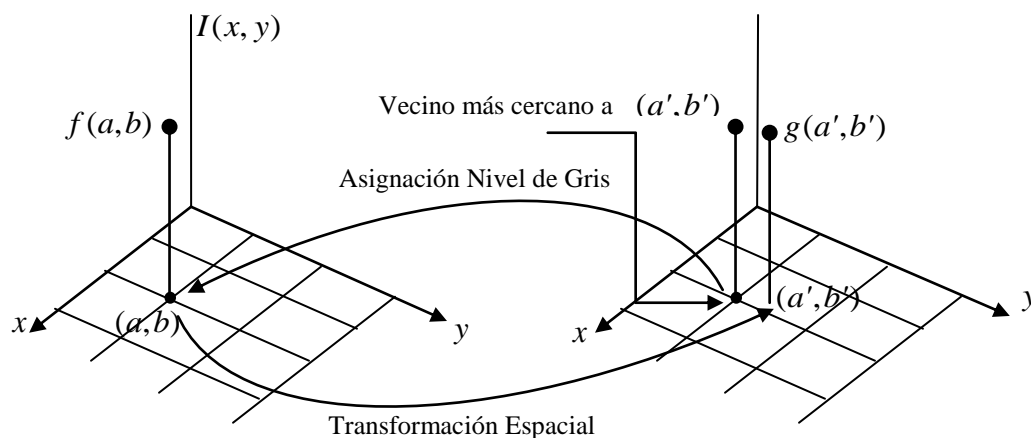 I(x, y)
f(a,b)
Vecino más cercano a (a',b')
g(a',b')
Asignación Nivel de Gris
x
(a,b)
y
x
(a',b')
y
Transformación Espacial